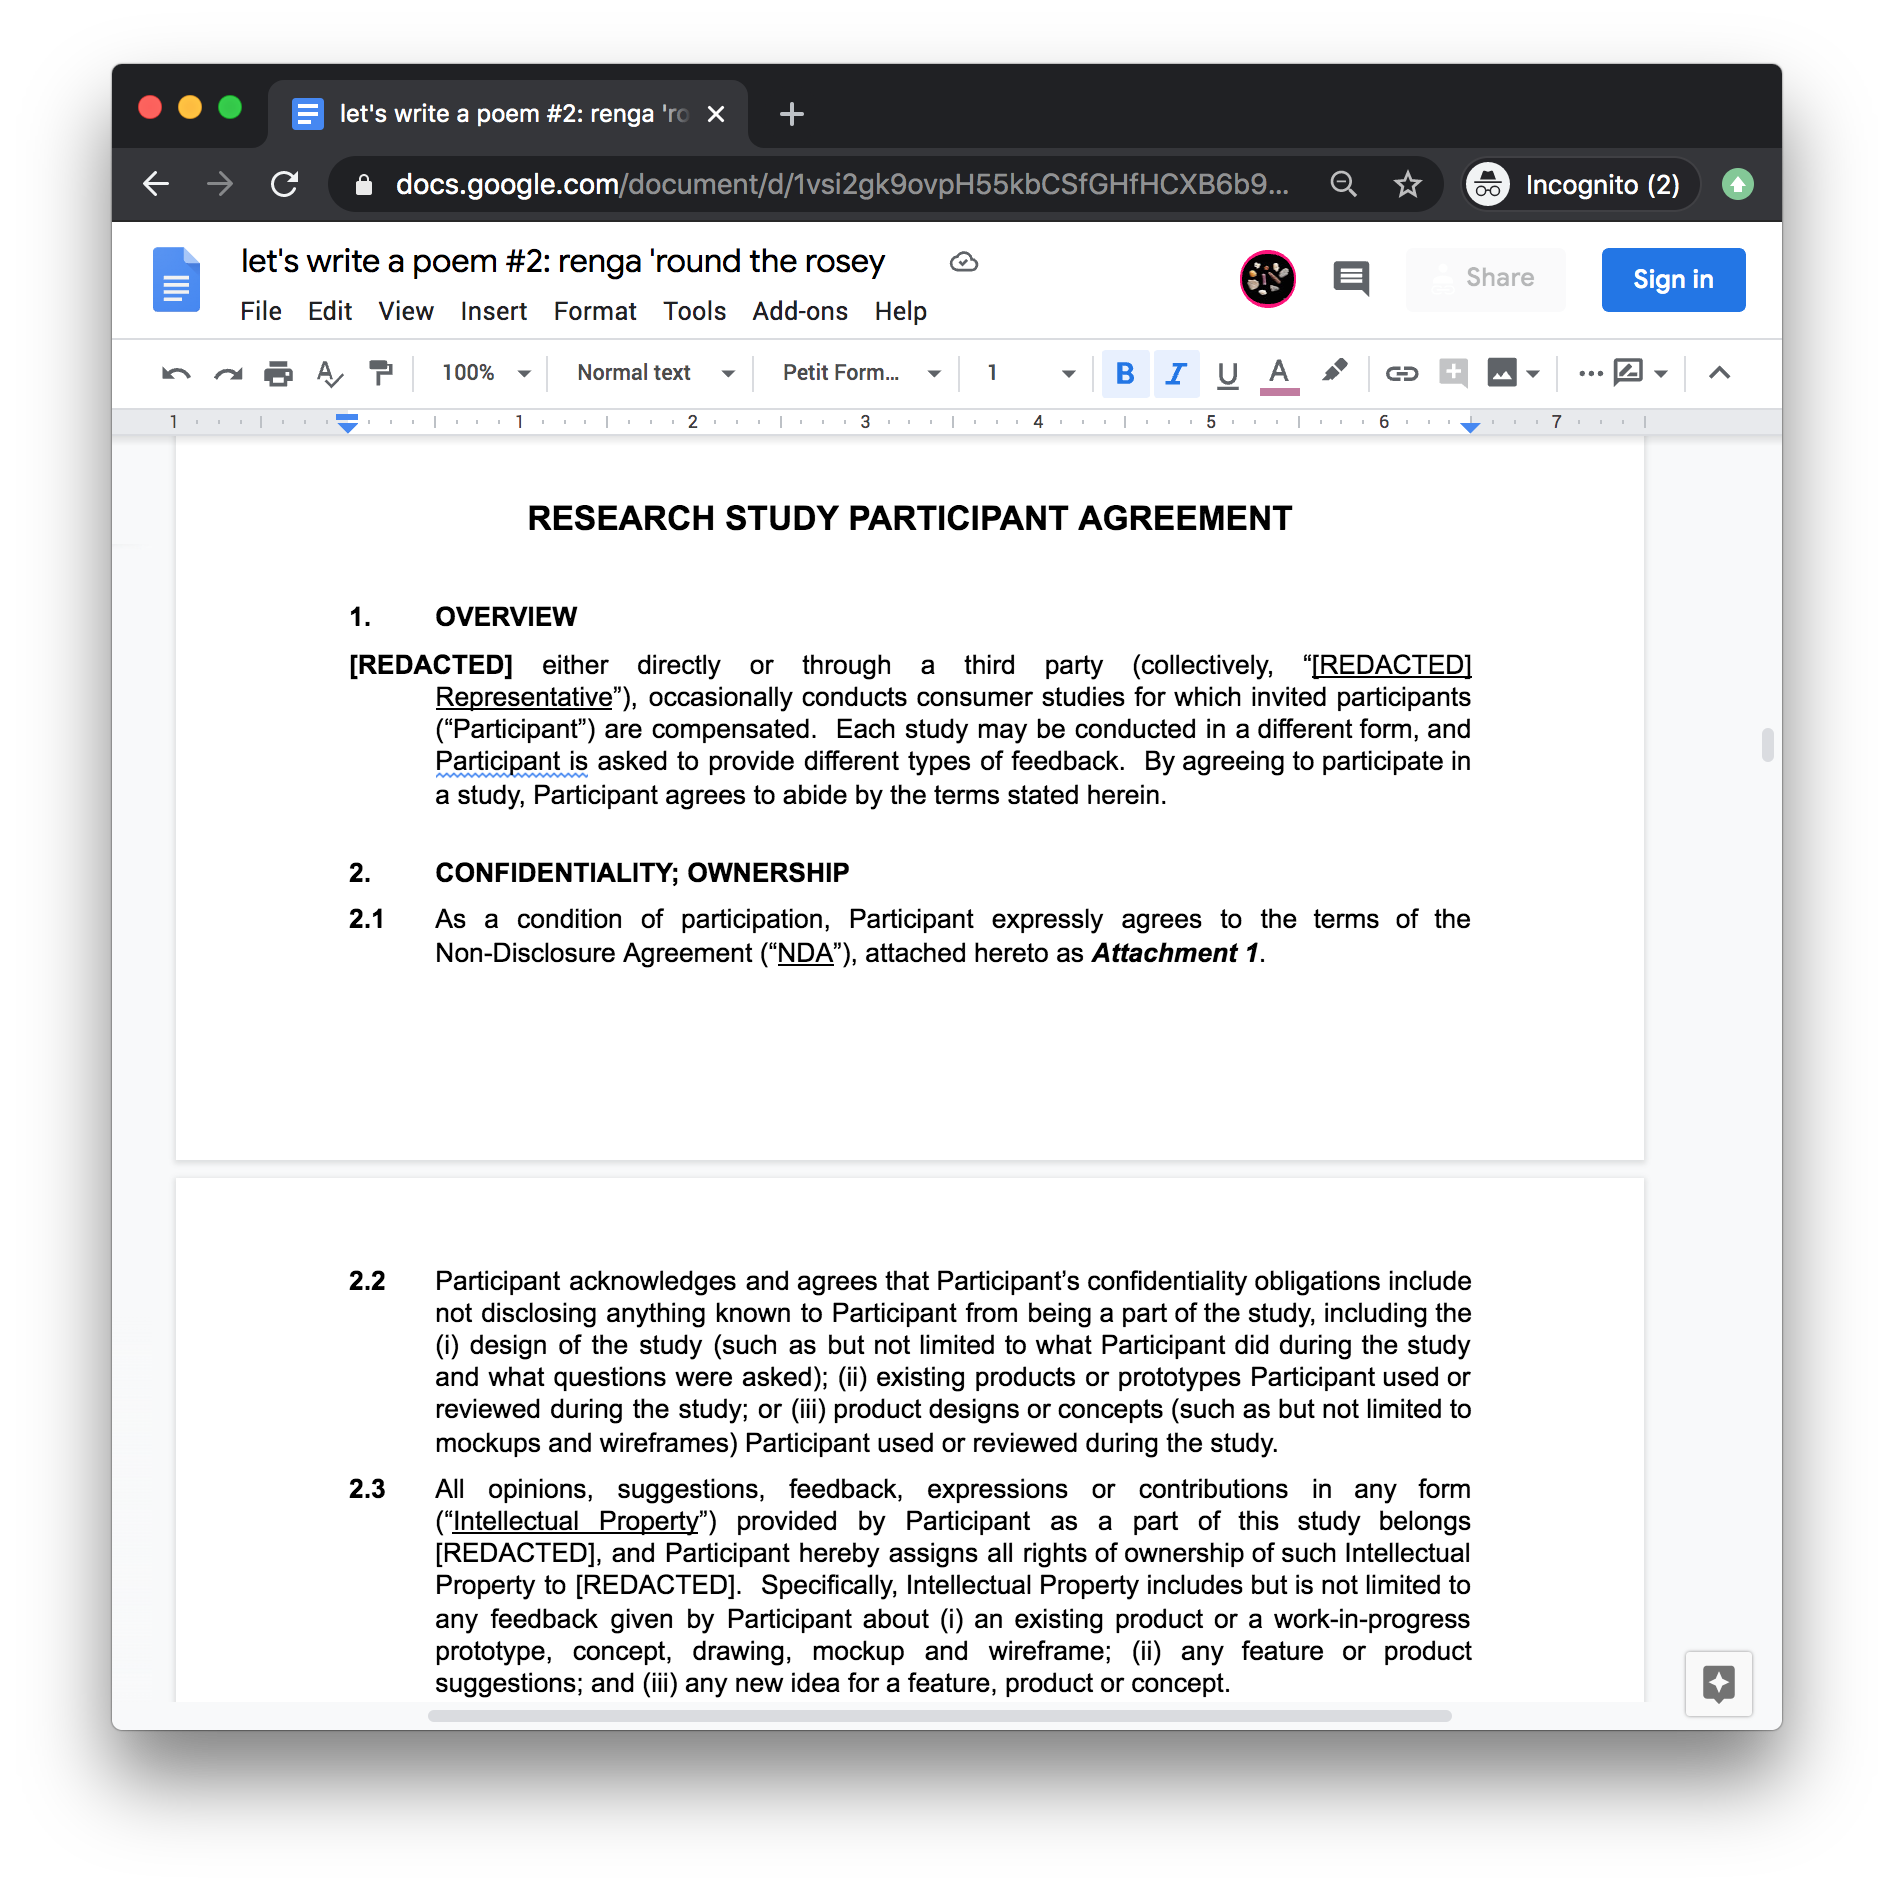 let's write a poem #2: renga 'ro
docs.google.com/document/d/1vsi2gk9ovpH55kbCSfGHfHCXB6b9...
Incognito (2)
let's write a poem #2: renga 'round the rosey
Share
Sign in
File Edit View Insert Format Tools Add-ons Help
100% Normal text Petit Form... 1 B I U A
1 1 2 3 4 5 6 7
RESEARCH STUDY PARTICIPANT AGREEMENT
1. OVERVIEW
[REDACTED] either directly or through a third party (collectively, “[REDACTED]
Representative”), occasionally conducts consumer studies for which invited participants
(“Participant”) are compensated. Each study may be conducted in a different form, and
Participant is asked to provide different types of feedback. By agreeing to participate in
a study, Participant agrees to abide by the terms stated herein.
2. CONFIDENTIALITY; OWNERSHIP
2.1 As a condition of participation, Participant expressly agrees to the terms of the
Non-Disclosure Agreement (“NDA”), attached hereto as Attachment 1.
2.2 Participant acknowledges and agrees that Participant’s confidentiality obligations include
not disclosing anything known to Participant from being a part of the study, including the
(i) design of the study (such as but not limited to what Participant did during the study
and what questions were asked); (ii) existing products or prototypes Participant used or
reviewed during the study; or (iii) product designs or concepts (such as but not limited to
mockups and wireframes) Participant used or reviewed during the study.
2.3 All opinions, suggestions, feedback, expressions or contributions in any form
(“Intellectual Property”) provided by Participant as a part of this study belongs
[REDACTED], and Participant hereby assigns all rights of ownership of such Intellectual
Property to [REDACTED]. Specifically, Intellectual Property includes but is not limited to
any feedback given by Participant about (i) an existing product or a work-in-progress
prototype, concept, drawing, mockup and wireframe; (ii) any feature or product
suggestions; and (iii) any new idea for a feature, product or concept.